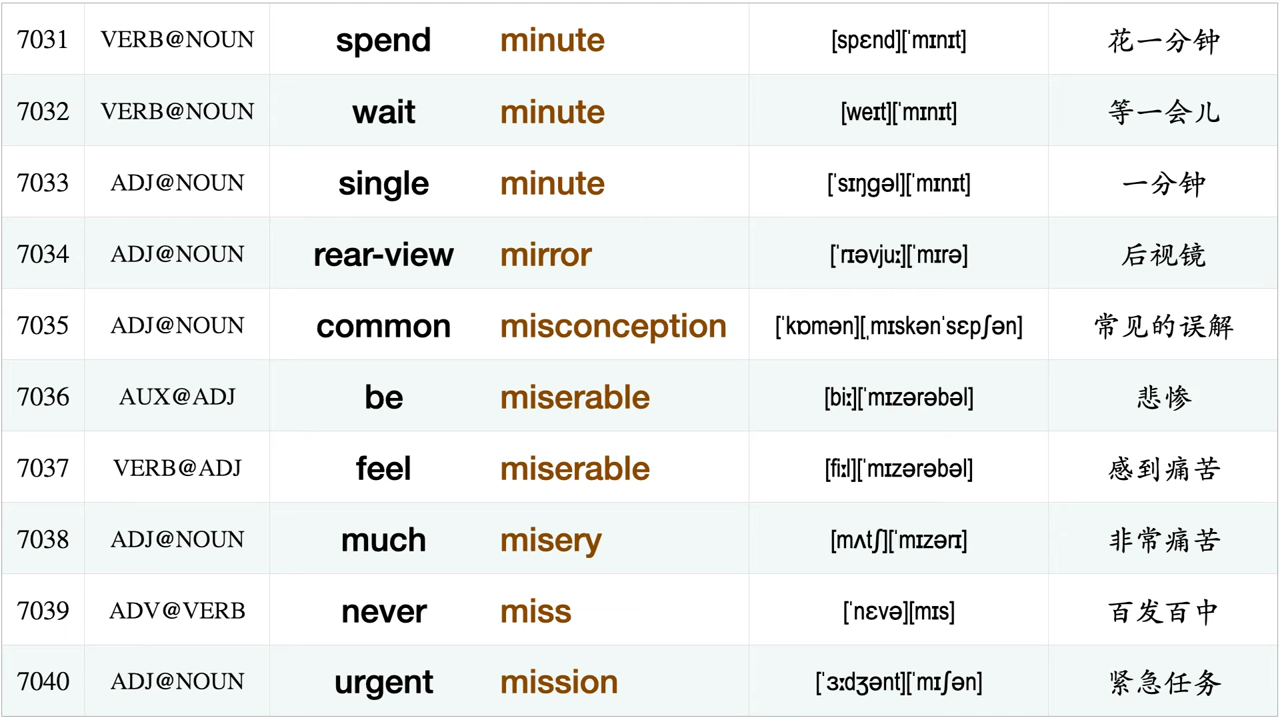 7031 VERB@NOUN spend minute [spɛnd][ˈmɪnɪt] 花一分钟
7032 VERB@NOUN wait minute [weɪt][ˈmɪnɪt] 等一会儿
7033 ADJ@NOUN single minute [ˈsɪŋɡəl][ˈmɪnɪt] 一分钟
7034 ADJ@NOUN rear-view mirror [ˈrɪəvjuː][ˈmɪrə] 后视镜
7035 ADJ@NOUN common misconception [ˈkɒmən][ˌmɪskənˈsɛpʃən] 常见的误解
7036 AUX@ADJ be miserable [biː][ˈmɪzərəbəl] 悲惨
7037 VERB@ADJ feel miserable [fiːl][ˈmɪzərəbəl] 感到痛苦
7038 ADJ@NOUN much misery [mʌtʃ][ˈmɪzərɪ] 非常痛苦
7039 ADV@VERB never miss [ˈnɛvə][mɪs] 百发百中
7040 ADJ@NOUN urgent mission [ˈɜːdʒənt][ˈmɪʃən] 紧急任务